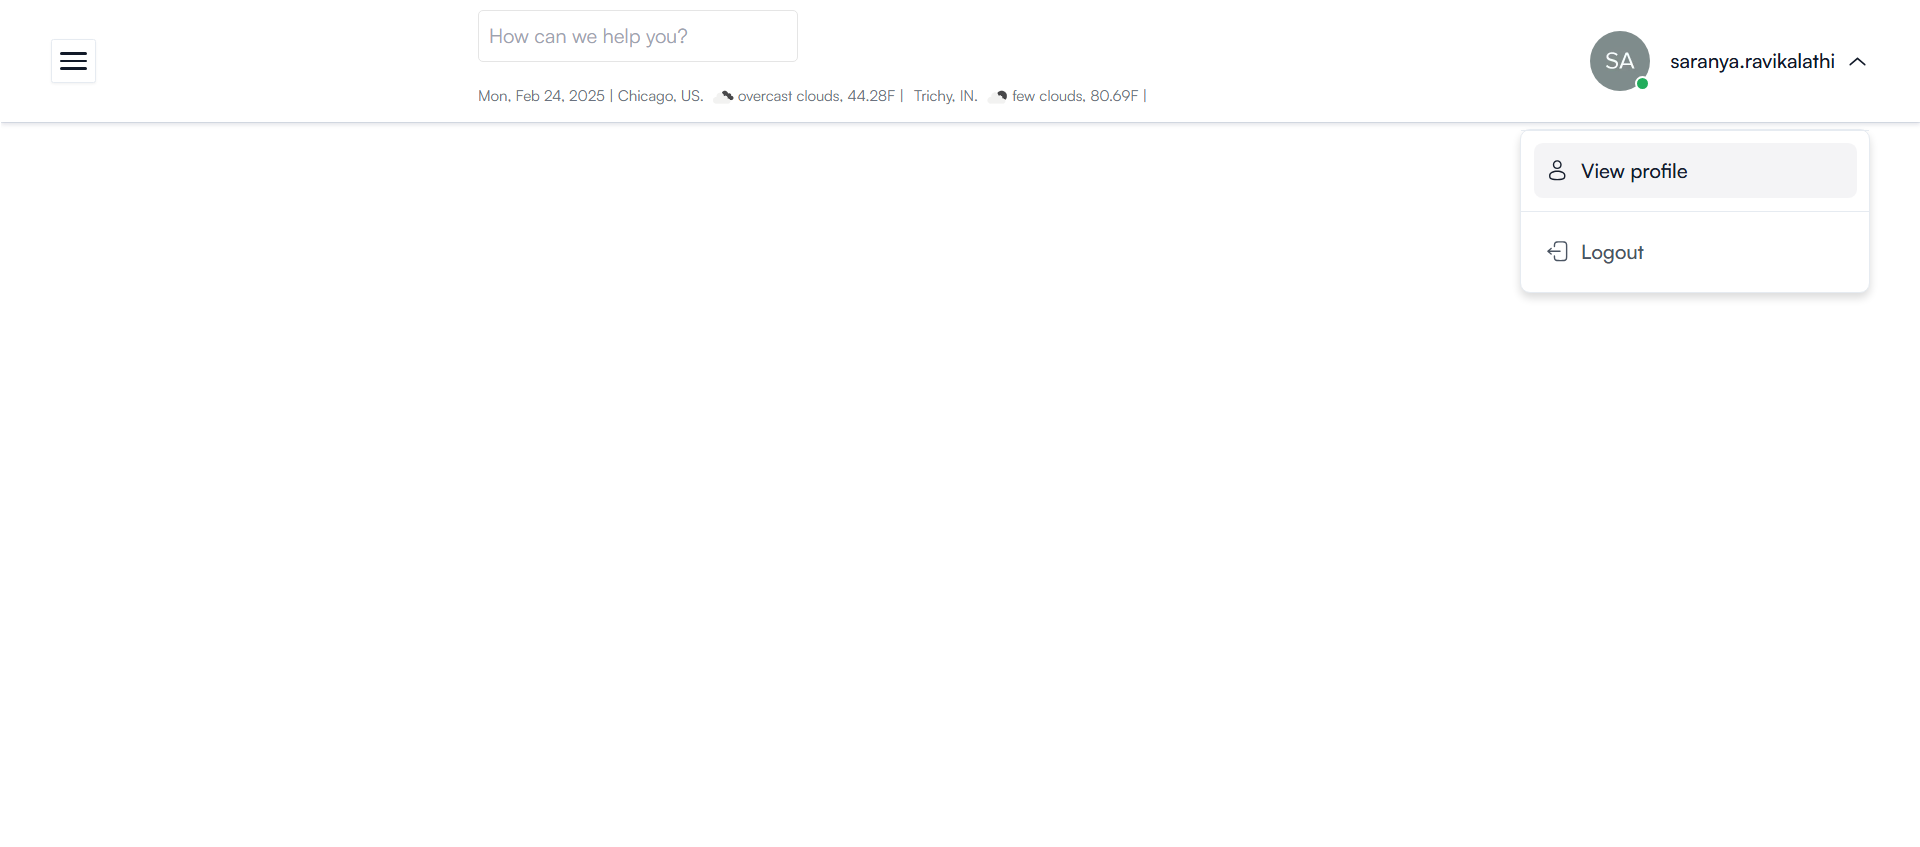 How can we help you?
SA
saranya.ravikalathi
Mon, Feb 24, 2025 | Chicago, US. overcast clouds, 44.28F | Trichy, IN. few clouds, 80.69F |
View profile
Logout